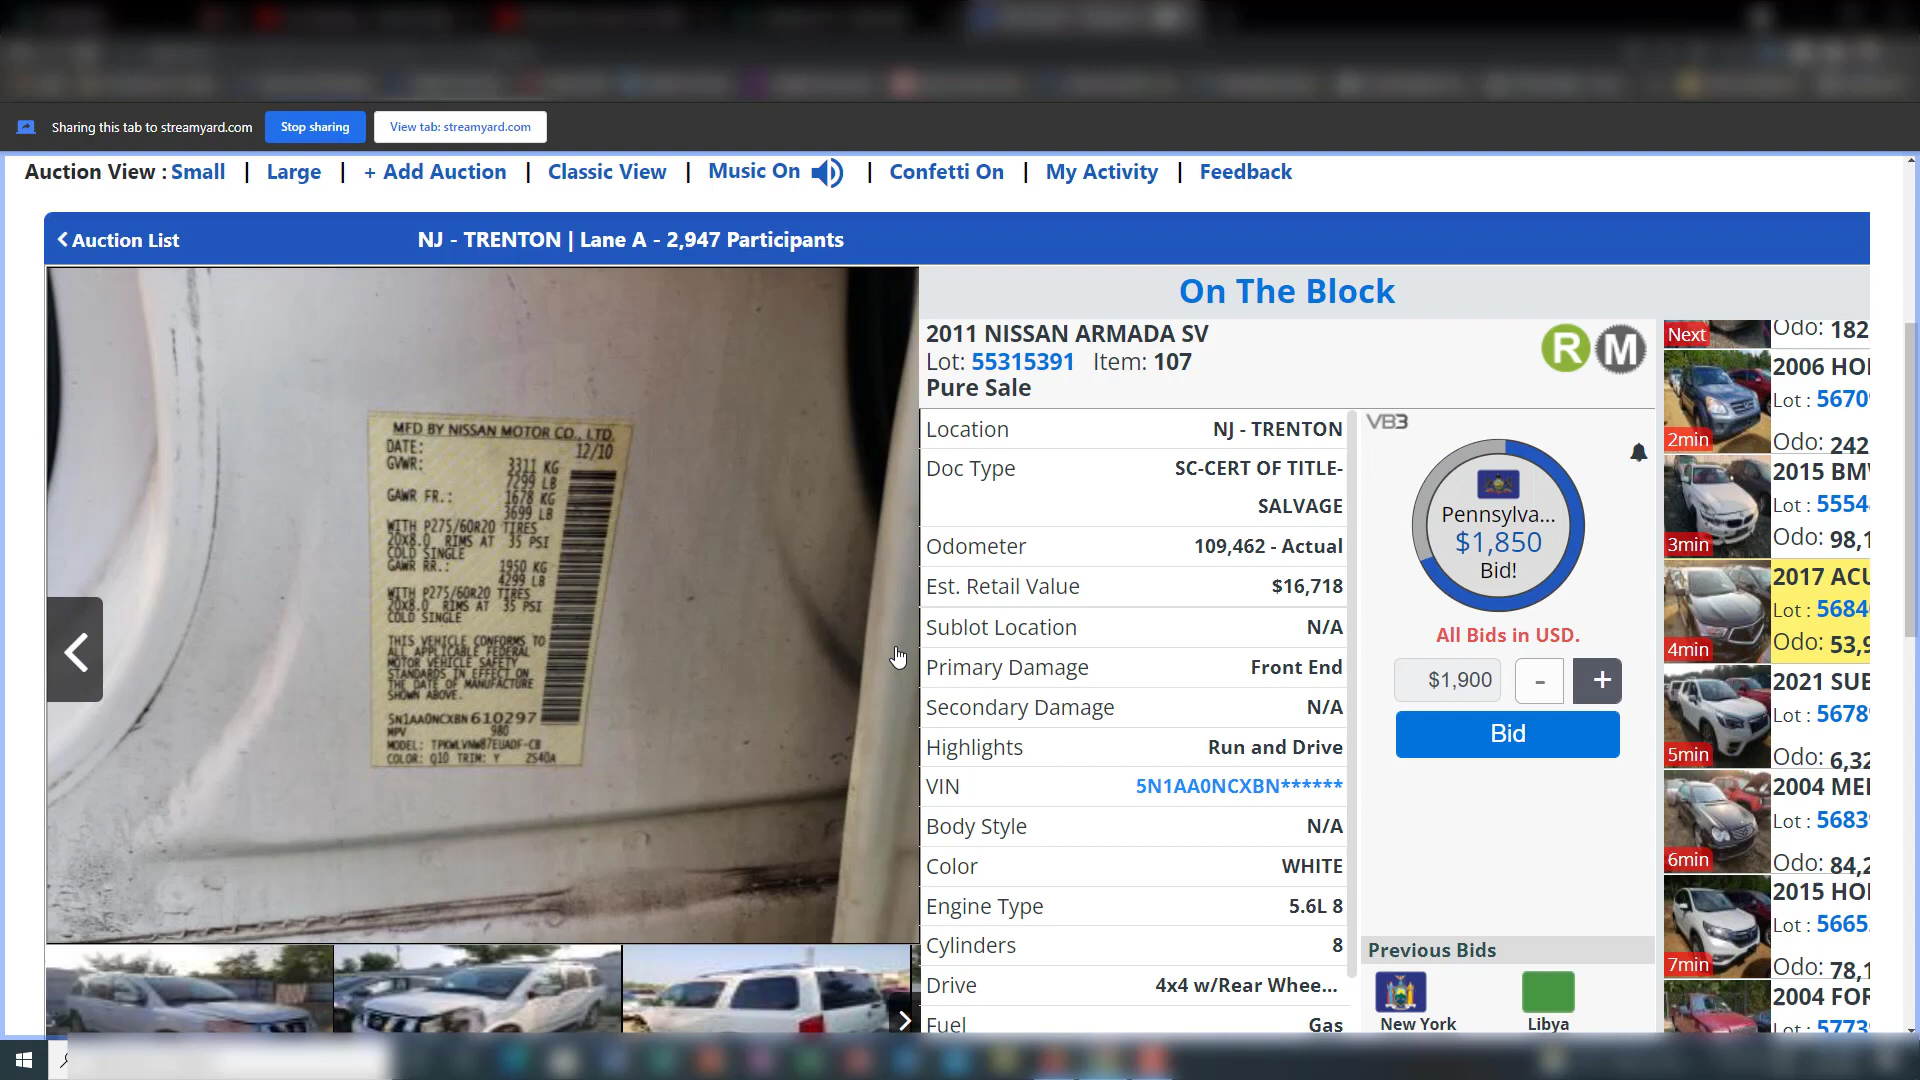 Sharing this tab to streamyard.com
Stop sharing
View tab: streamyard.com
Auction View : Small | Large | + Add Auction | Classic View | Music On | Confetti On | My Activity | Feedback
Auction List
NJ - TRENTON | Lane A - 2,947 Participants
MFD BY NISSAN MOTOR CO., LTD.
DATE: 12/10
GVWR: 3311 KG
7299 LB
GAWR FR.: 1678 KG
3699 LB
WITH P275/60R20 TIRES
20X8.0 RIMS AT 35 PSI
COLD SINGLE
GAWR RR.: 1950 KG
4299 LB
WITH P275/60R20 TIRES
20X8.0 RIMS AT 35 PSI
COLD SINGLE
THIS VEHICLE CONFORMS TO
ALL APPLICABLE FEDERAL
MOTOR VEHICLE SAFETY
STANDARDS IN EFFECT ON
THE DATE OF MANUFACTURE
SHOWN ABOVE.
5N1AA0NCXBN610297
MPV 980
MODEL: TPKWLVNW87EUADF-CB
COLOR: Q10 TRIM: Y 2S40A
On The Block
2011 NISSAN ARMADA SV
Lot: 55315391 Item: 107
Pure Sale
R M
Location NJ - TRENTON
Doc Type SC-CERT OF TITLE-
SALVAGE
Odometer 109,462 - Actual
Est. Retail Value $16,718
Sublot Location N/A
Primary Damage Front End
Secondary Damage N/A
Highlights Run and Drive
VIN 5N1AA0NCXBN******
Body Style N/A
Color WHITE
Engine Type 5.6L 8
Cylinders 8
Drive 4x4 w/Rear Whee...
Fuel Gas
VB3
Pennsylva...
$1,850
Bid!
All Bids in USD.
$1,900 - +
Bid
Previous Bids
New York Libya
Next
Odo: 182
2006 HO
Lot : 5670
2min Odo: 242
2015 BM
Lot : 5554
3min Odo: 98,1
2017 ACU
Lot : 5684
4min Odo: 53,9
2021 SUB
Lot : 5678
5min Odo: 6,32
2004 ME
Lot : 5683
6min Odo: 84,2
2015 HO
Lot : 5665
7min Odo: 78,1
2004 FOR
Lot : 5773